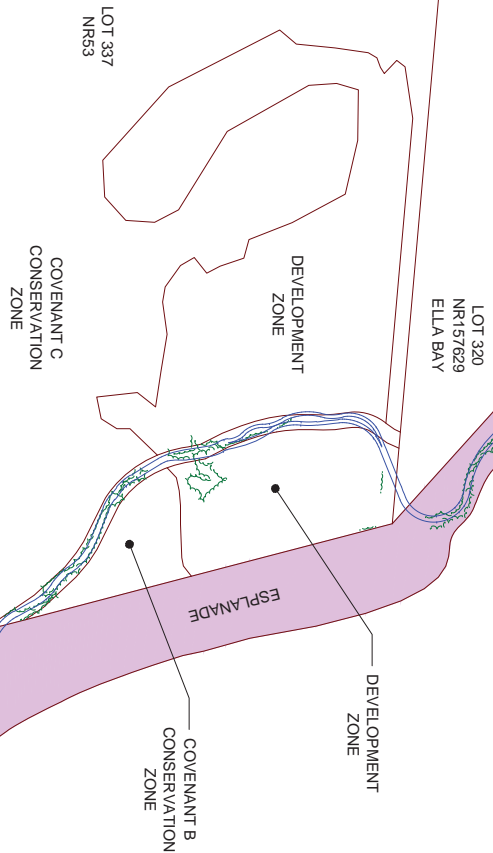 LOT 337
NR53
LOT 320
NR157629
ELLA BAY
DEVELOPMENT
ZONE
COVENANT C
CONSERVATION
ZONE
ESPLANADE
DEVELOPMENT
ZONE
COVENANT B
CONSERVATION
ZONE